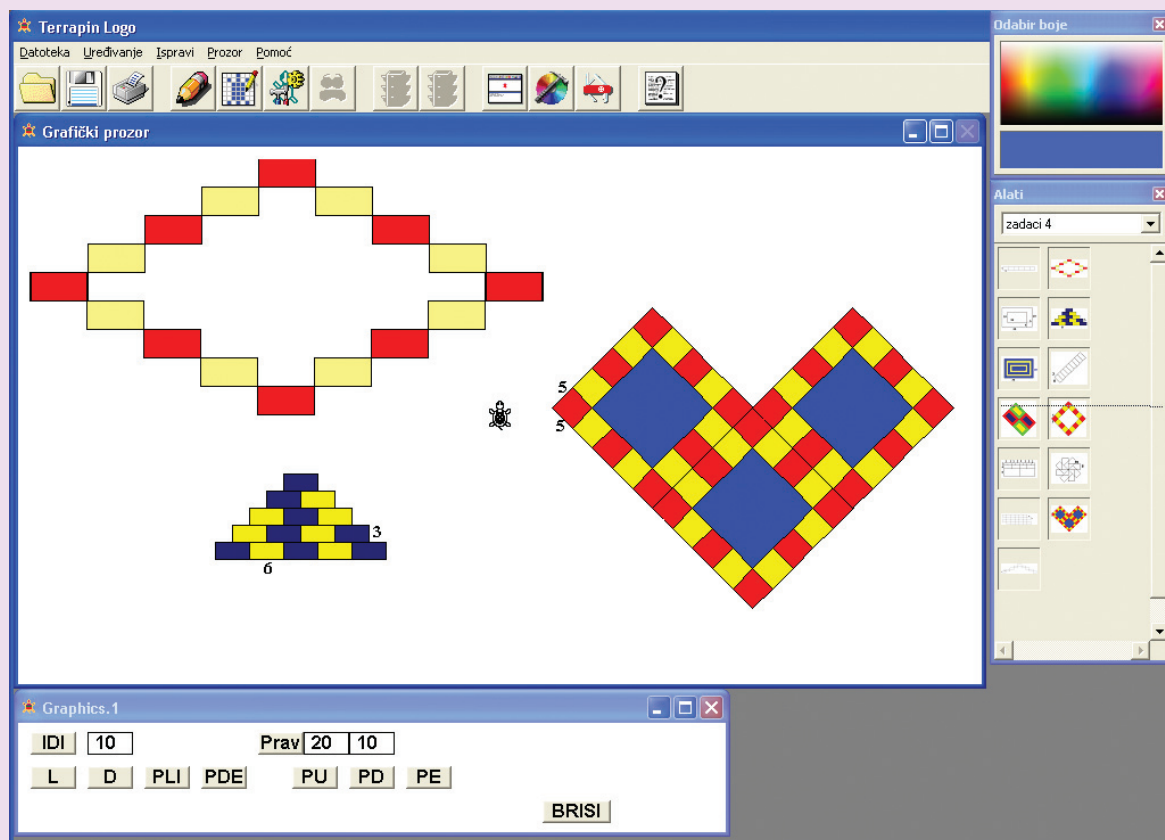 Terrapin Logo
Datoteka Uređivanje Ispravi Prozor Pomoć
Grafički prozor
5
5
3
6
Odabir boje
Alati
zadaci 4
Graphics.1
IDI 10 Prav 20 10
L D PLI PDE PU PD PE
BRISI